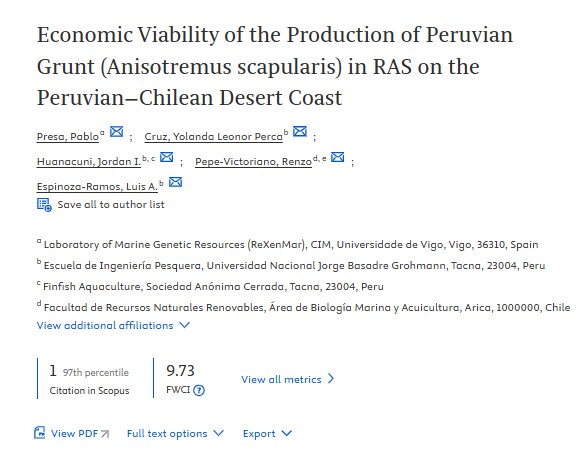 Economic Viability of the Production of Peruvian
Grunt (Anisotremus scapularis) in RAS on the
Peruvian–Chilean Desert Coast
Presa, Pablo a ; Cruz, Yolanda Leonor Perca b ;
Huanacuni, Jordan I. b, c ; Pepe-Victoriano, Renzo d, e ;
Espinoza-Ramos, Luis A. b
Save all to author list
a Laboratory of Marine Genetic Resources (ReXenMar), CIM, Universidade de Vigo, Vigo, 36310, Spain
b Escuela de Ingeniería Pesquera, Universidad Nacional Jorge Basadre Grohmann, Tacna, 23004, Peru
c Finfish Aquaculture, Sociedad Anónima Cerrada, Tacna, 23004, Peru
d Facultad de Recursos Naturales Renovables, Área de Biología Marina y Acuicultura, Arica, 1000000, Chile
View additional affiliations
1 97th percentile
Citation in Scopus
9.73
FWCI ?
View all metrics
View PDF Full text options Export